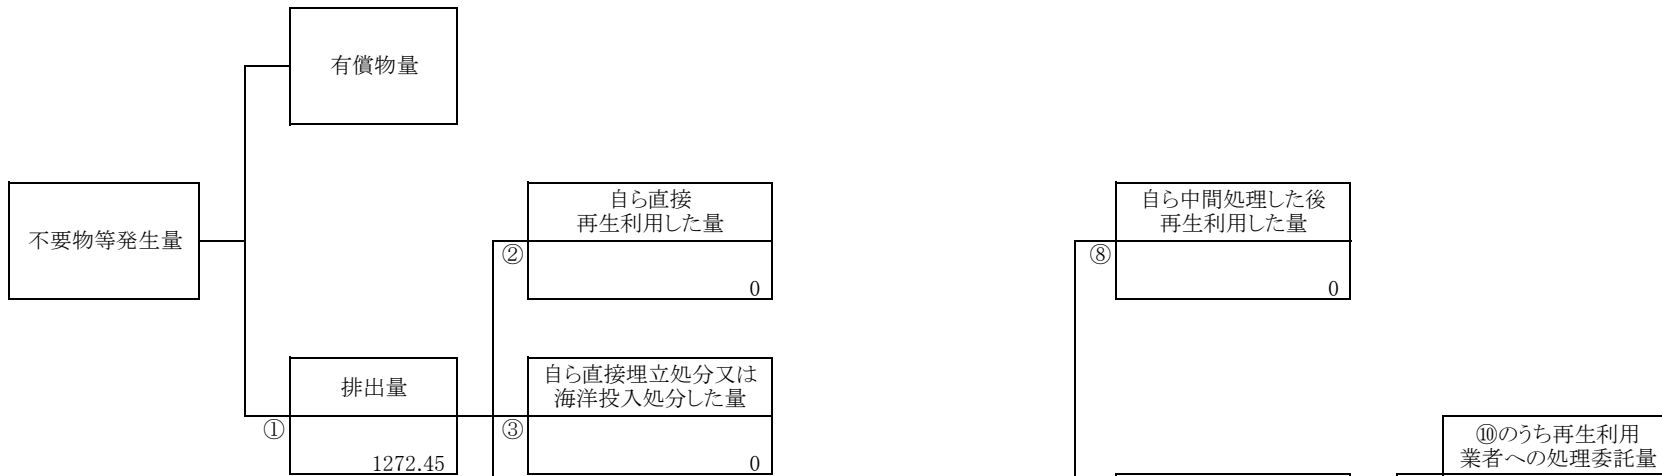 有償物量
不要物等発生量
自ら直接
再生利用した量
②
0
自ら中間処理した後
再生利用した量
⑧
0
排出量
①
1272.45
自ら直接埋立処分又は
海洋投入処分した量
③
0
⑩のうち再生利用
業者への処理委託量